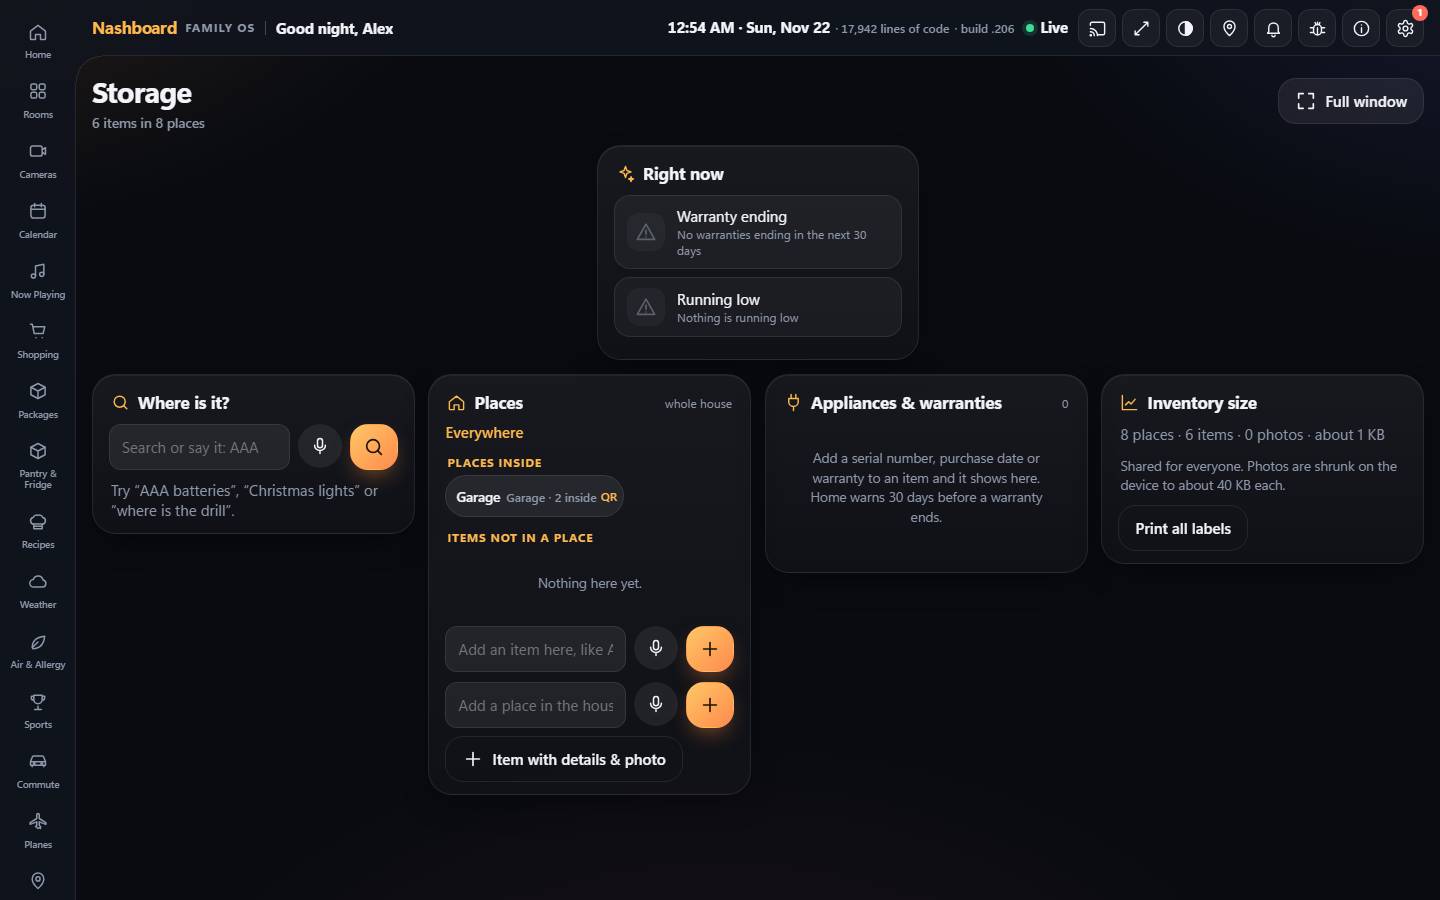 Nashboard FAMILY OS Good night, Alex
12:54 AM · Sun, Nov 22 · 17,942 lines of code · build .206 Live
1
Home
Rooms
Cameras
Calendar
Now Playing
Shopping
Packages
Pantry &
Fridge
Recipes
Weather
Air & Allergy
Sports
Commute
Planes
Storage
6 items in 8 places
Full window
Right now
Warranty ending
No warranties ending in the next 30
days
Running low
Nothing is running low
Where is it?
Search or say it: AAA
Try “AAA batteries”, “Christmas lights” or
“where is the drill”.
Places whole house
Everywhere
PLACES INSIDE
Garage Garage · 2 inside QR
ITEMS NOT IN A PLACE
Nothing here yet.
Add an item here, like A
Add a place in the hous
Item with details & photo
Appliances & warranties 0
Add a serial number, purchase date or
warranty to an item and it shows here.
Home warns 30 days before a warranty
ends.
Inventory size
8 places · 6 items · 0 photos · about 1 KB
Shared for everyone. Photos are shrunk on the
device to about 40 KB each.
Print all labels